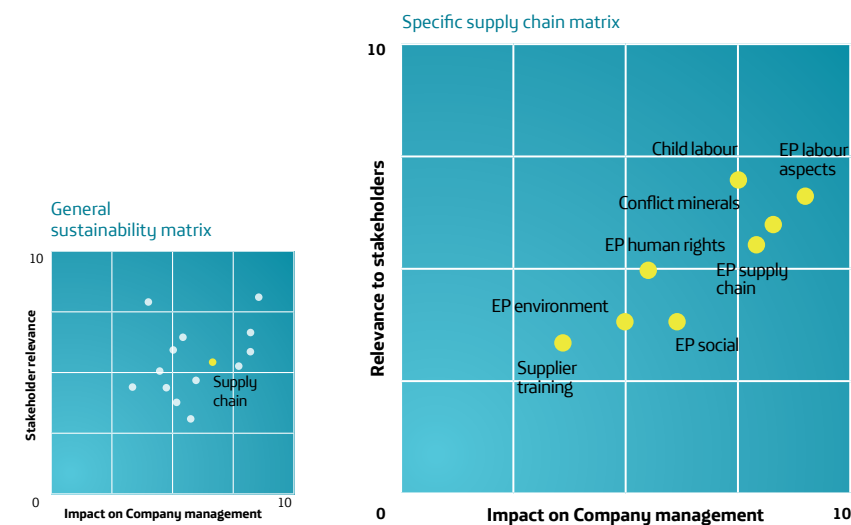 General
sustainability matrix
10
Stakeholder relevance
Supply
chain
0
10
Impact on Company management
Specific supply chain matrix
10
Relevance to stakeholders
Child labour
EP labour
aspects
Conflict minerals
EP human rights
EP supply
chain
EP environment
EP social
Supplier
training
0
Impact on Company management
10